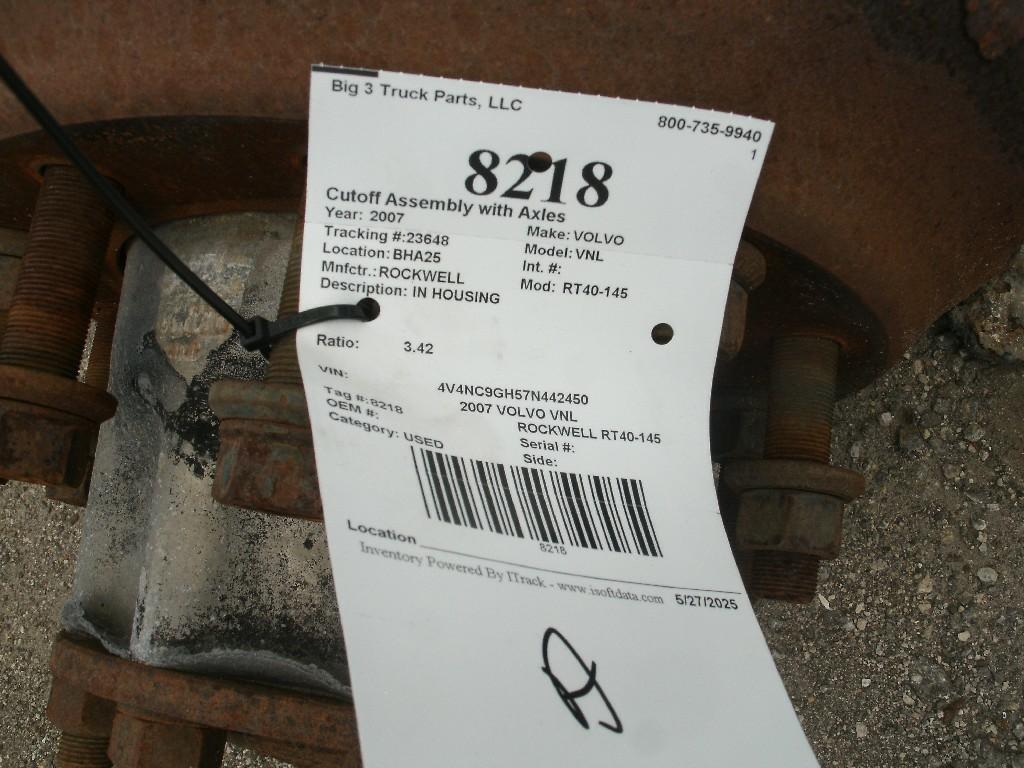 Big 3 Truck Parts, LLC
800-735-9940
1
8218
Cutoff Assembly with Axles
Year: 2007
Make: VOLVO
Tracking #:23648
Model: VNL
Location: BHA25
Int. #:
Mnfctr.: ROCKWELL
Mod: RT40-145
Description: IN HOUSING
Ratio: 3.42
VIN:
4V4NC9GH57N442450
Tag #:8218
2007 VOLVO VNL
OEM #:
ROCKWELL RT40-145
Category: USED
Serial #:
Side:
8218
Location
Inventory Powered By ITrack - www.isoftdata.com 5/27/2025